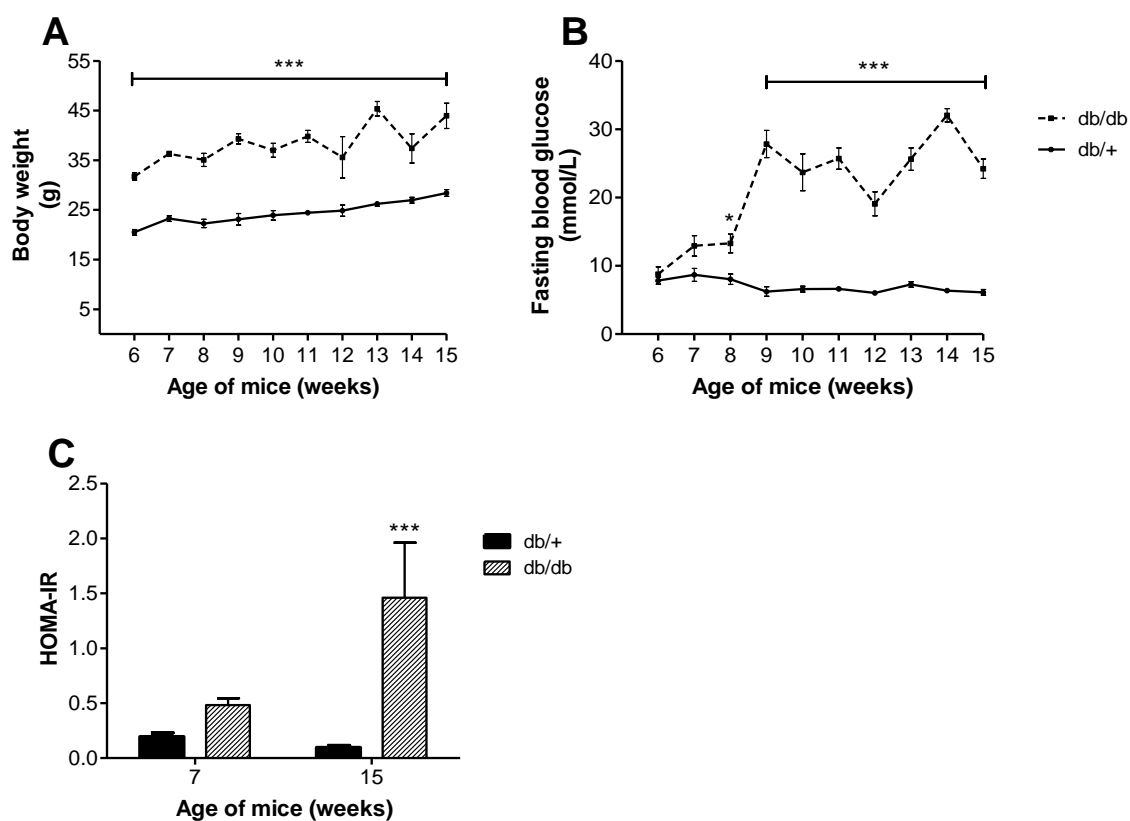 A
55
45
35
25
15
5
***
Body weight
(g)
6 7 8 9 10 11 12 13 14 15
Age of mice (weeks)
B
40
30
20
10
0
***
*
Fasting blood glucose
(mmol/L)
6 7 8 9 10 11 12 13 14 15
Age of mice (weeks)
db/db
db/+
C
2.5
2.0
1.5
1.0
0.5
0.0
***
HOMA-IR
7 15
Age of mice (weeks)
db/+
db/db